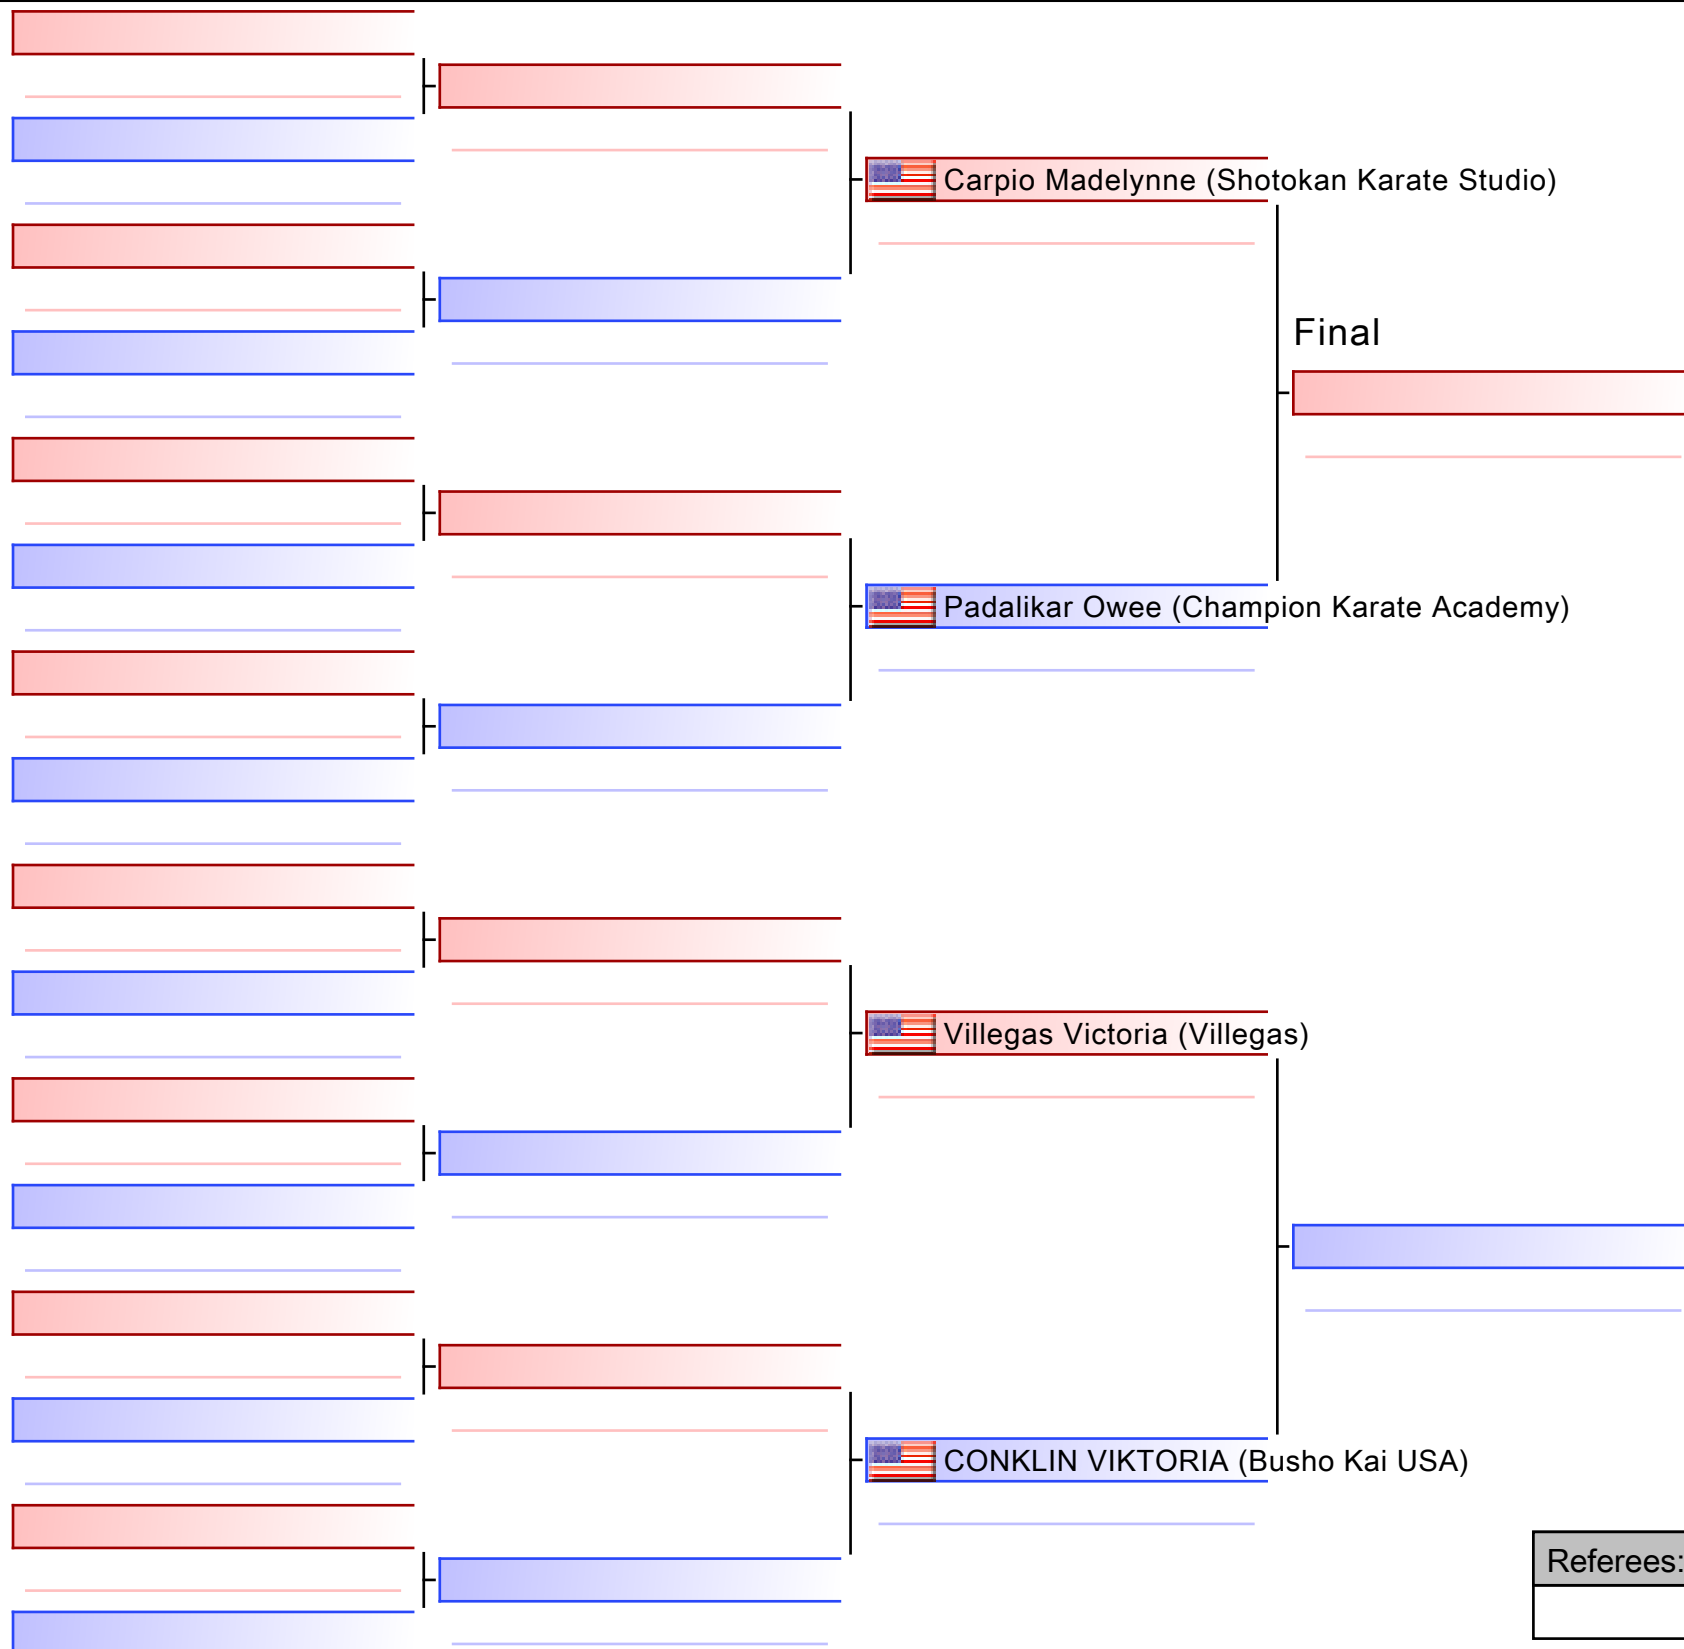 Carpio Madelynne (Shotokan Karate Studio)
Final
Padalikar Owee (Champion Karate Academy)
Villegas Victoria (Villegas)
CONKLIN VIKTORIA (Busho Kai USA)
Referees: